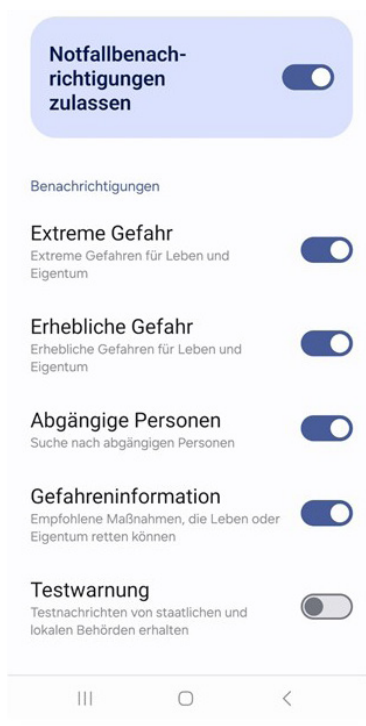 Notfallbenach-
richtigungen
zulassen
Benachrichtigungen
Extreme Gefahr
Extreme Gefahren für Leben und
Eigentum
Erhebliche Gefahr
Erhebliche Gefahren für Leben und
Eigentum
Abgängige Personen
Suche nach abgängigen Personen
Gefahreninformation
Empfohlene Maßnahmen, die Leben oder
Eigentum retten können
Testwarnung
Testnachrichten von staatlichen und
lokalen Behörden erhalten